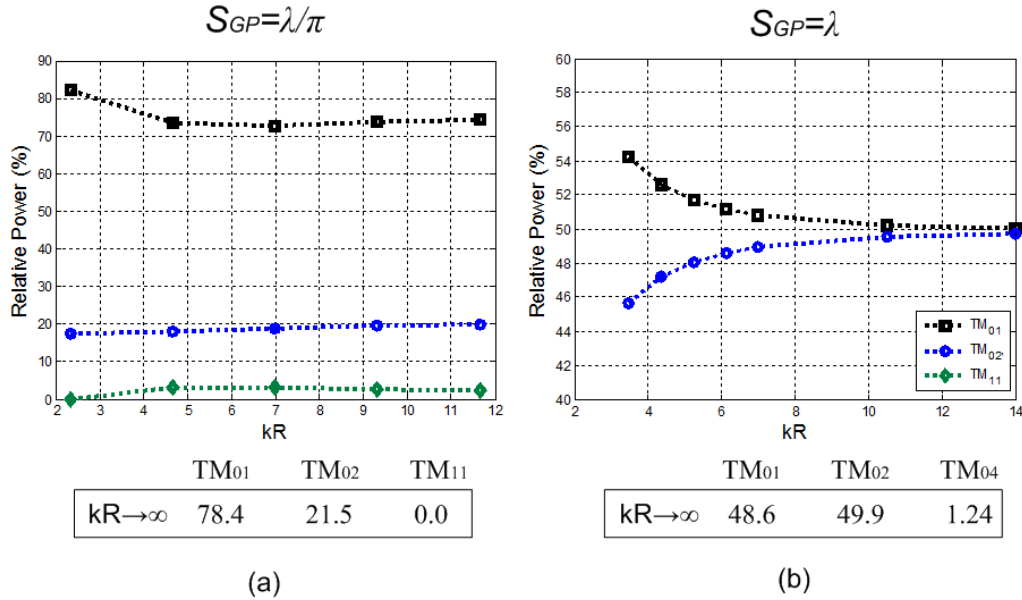 S_GP=λ/π
Relative Power (%)
90
80
70
60
50
40
30
20
10
0
2 3 4 5 6 7 8 9 10 11 12
kR
TM01 TM02 TM11
kR→∞ 78.4 21.5 0.0
(a)
S_GP=λ
Relative Power (%)
60
58
56
54
52
50
48
46
44
42
40
2 4 6 8 10 12 14
kR
TM01
TM02,
TM11
TM01 TM02 TM04
kR→∞ 48.6 49.9 1.24
(b)